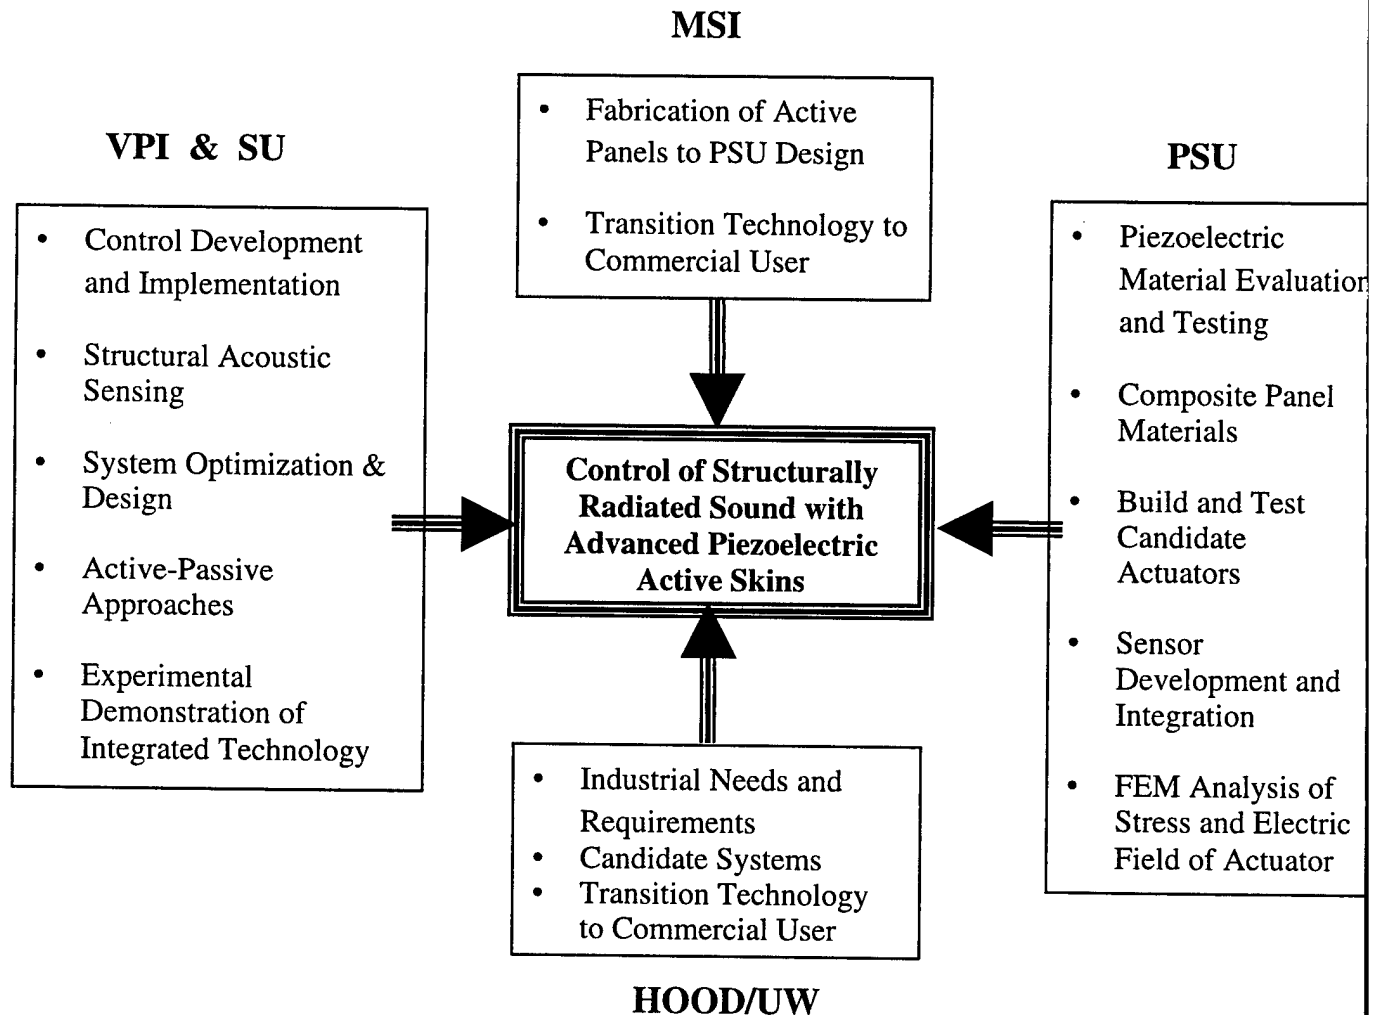 MSI
• Fabrication of Active
Panels to PSU Design
• Transition Technology to
Commercial User
VPI & SU
• Control Development
and Implementation
• Structural Acoustic
Sensing
• System Optimization &
Design
• Active-Passive
Approaches
• Experimental
Demonstration of
Integrated Technology
Control of Structurally
Radiated Sound with
Advanced Piezoelectric
Active Skins
PSU
• Piezoelectric
Material Evaluation
and Testing
• Composite Panel
Materials
• Build and Test
Candidate
Actuators
• Sensor
Development and
Integration
• FEM Analysis of
Stress and Electric
Field of Actuator
• Industrial Needs and
Requirements
• Candidate Systems
• Transition Technology
to Commercial User
HOOD/UW